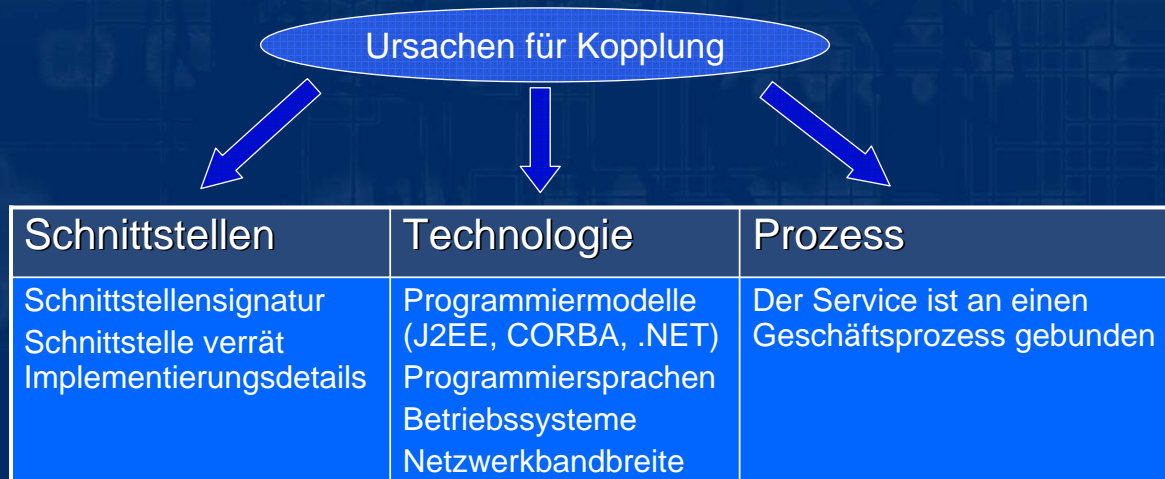 Ursachen für Kopplung
Schnittstellen
Technologie
Prozess
Schnittstellensignatur
Schnittstelle verrät
Implementierungsdetails
Programmiermodelle
(J2EE, CORBA, .NET)
Programmiersprachen
Betriebssysteme
Netzwerkbandbreite
Der Service ist an einen
Geschäftsprozess gebunden